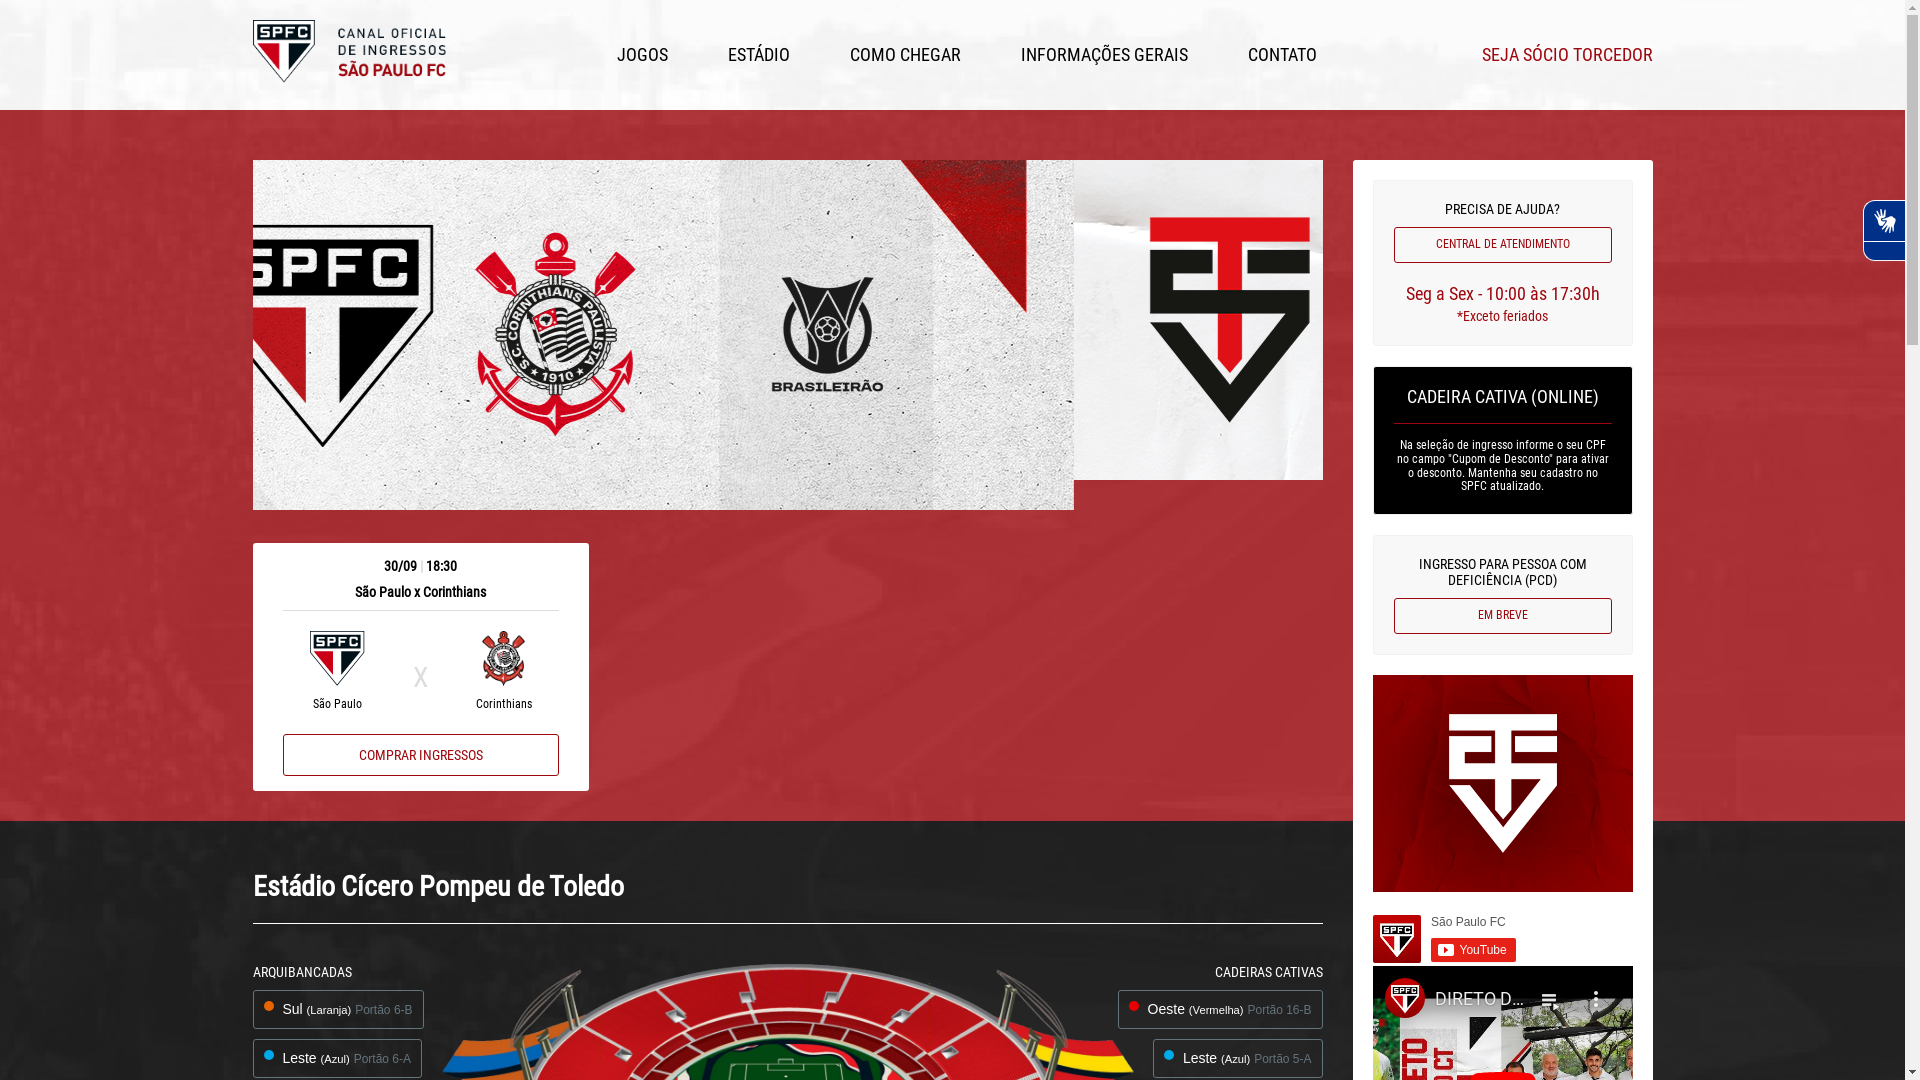 SPFC
CANAL OFICIAL
DE INGRESSOS
SÃO PAULO FC
JOGOS
ESTÁDIO
COMO CHEGAR
INFORMAÇÕES GERAIS
CONTATO
SEJA SÓCIO TORCEDOR
SPFC
S.C. CORINTHIANS PAULISTA
1910
BRASILEIRÃO
PRECISA DE AJUDA?
CENTRAL DE ATENDIMENTO
Seg a Sex - 10:00 às 17:30h
*Exceto feriados
CADEIRA CATIVA (ONLINE)
Na seleção de ingresso informe o seu CPF
no campo "Cupom de Desconto" para ativar
o desconto. Mantenha seu cadastro no
SPFC atualizado.
INGRESSO PARA PESSOA COM
DEFICIÊNCIA (PCD)
EM BREVE
30/09 | 18:30
São Paulo x Corinthians
SPFC
X
São Paulo
Corinthians
COMPRAR INGRESSOS
São Paulo FC
YouTube
SPFC
DIRETO D...
Estádio Cícero Pompeu de Toledo
ARQUIBANCADAS
Sul (Laranja) Portão 6-B
Leste (Azul) Portão 6-A
CADEIRAS CATIVAS
Oeste (Vermelha) Portão 16-B
Leste (Azul) Portão 5-A